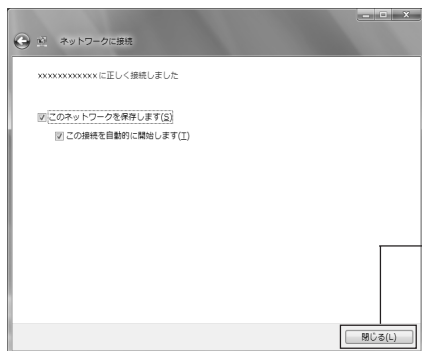 ネットワークに接続
xxxxxxxxxxxx に正しく接続しました
このネットワークを保存します(S)
この接続を自動的に開始します(T)
閉じる(L)